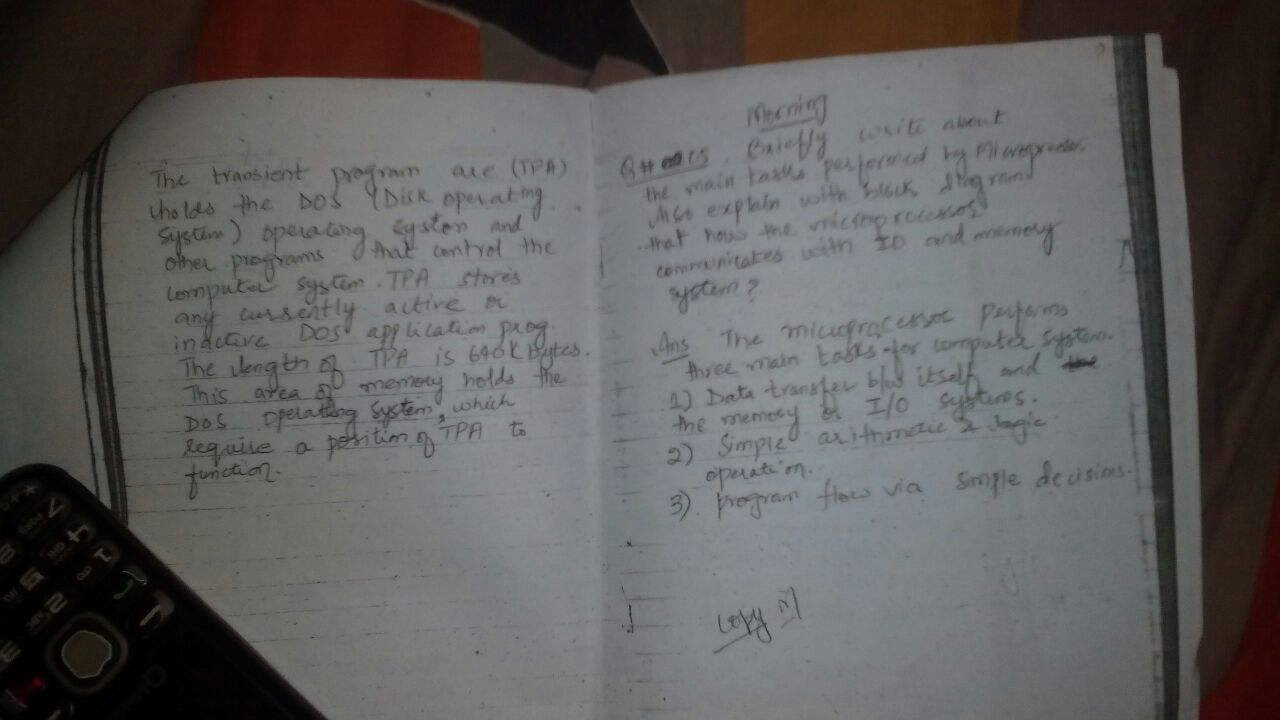 The transient program are (TPA)
holds the DOS (Disk operating
System) operating system and
other programs that control the
computer system. TPA stores
any currently active or
inactive DOS application prog.
The length of TPA is 640K Bytes.
This area of memory holds the
DOS operating system, which
require a portition of TPA to
function.
Morning
Q# 05 Briefly write about
the main tasks performed by Microprocessor.
Also explain with block diagram
that how the microprocessor
communicates with IO and memory
system?
Ans The microprocessor performs
three main tasks for computer system.
1) Data transfer b/w itself and
the memory or I/O systems.
2) Simple arithmetic & logic
operation.
3) program flow via simple decisions.
copy